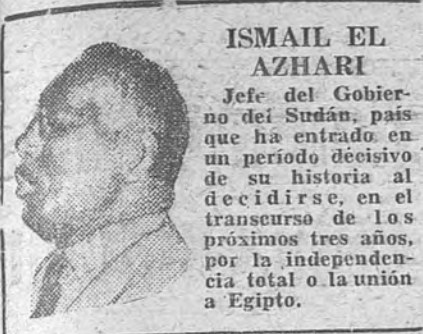 ISMAIL EL
AZHARI
Jefe del Gobier-
no del Sudán, país
que ha entrado en
un período decisivo
de su historia al
decidirse, en el
transcurso de los
próximos tres años,
por la independen-
cia total o la unión
a Egipto.